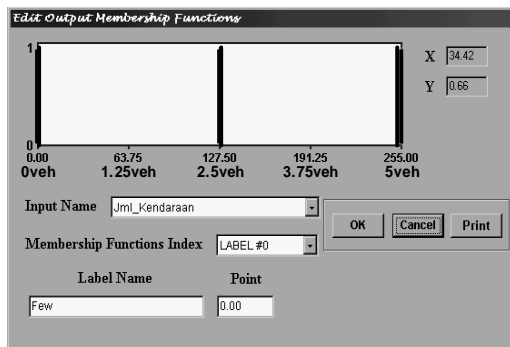 Edit Output Membership Functions
1
X 34.42
Y 0.66
0
0.00 63.75 127.50 191.25 255.00
0veh 1.25veh 2.5veh 3.75veh 5veh
Input Name Jml_Kendaraan
OK Cancel Print
Membership Functions Index LABEL #0
Label Name Point
Few 0.00